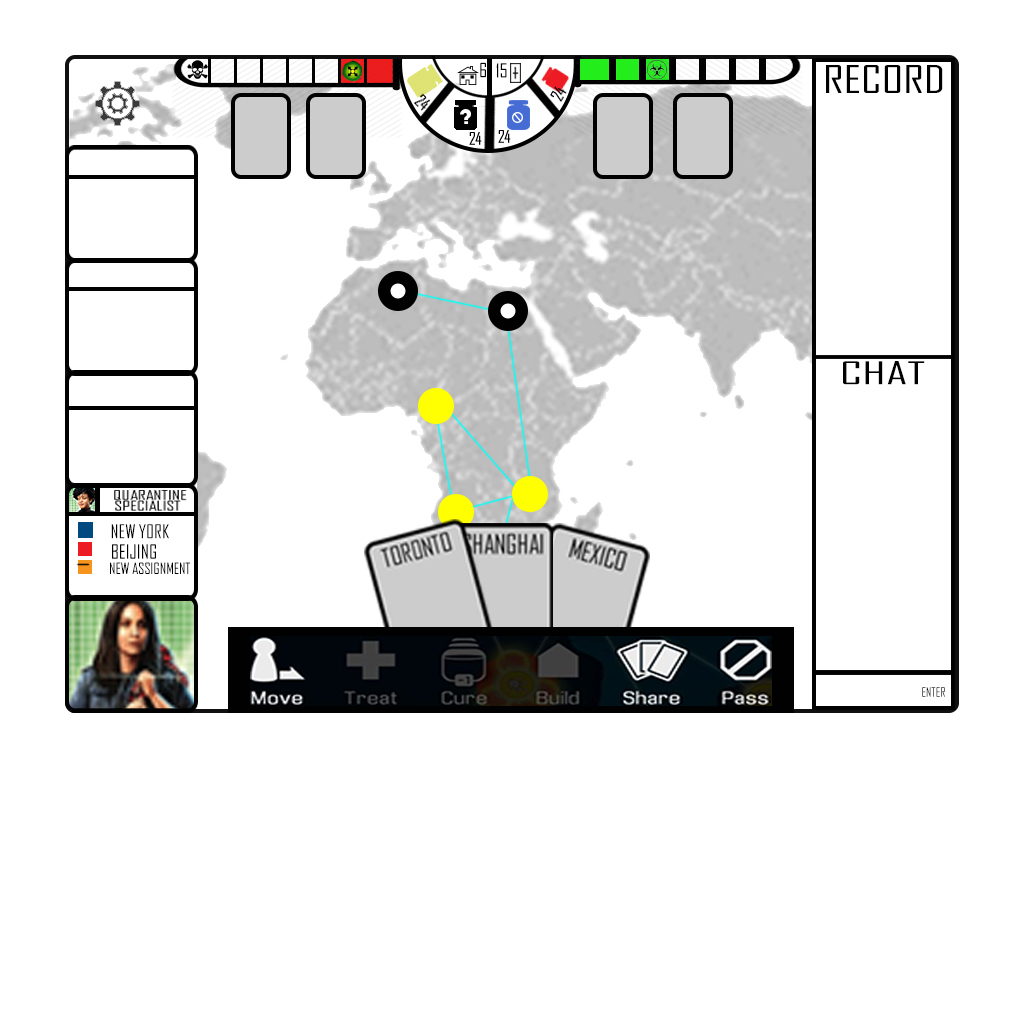 6
15
24
24
24
24
?
RECORD
CHAT
QUARANTINE
SPECIALIST
NEW YORK
BEIJING
NEW ASSIGNMENT
TORONTO
SHANGHAI
MEXICO
-1
Move
Treat
Cure
Build
Share
Pass
ENTER